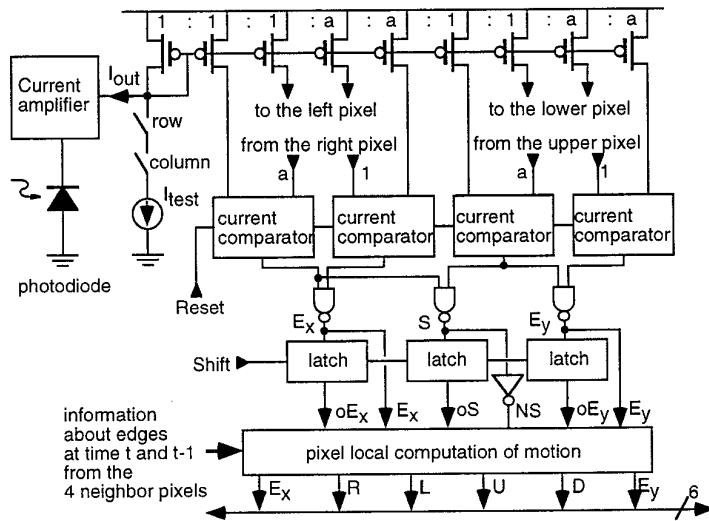 1 : 1 : 1 : a : a : 1 : 1 : a : a
Current
amplifier
Iout
row
column
Itest
photodiode
to the left pixel
to the lower pixel
from the right pixel
from the upper pixel
a 1 a 1
current
comparator
current
comparator
current
comparator
current
comparator
Reset
Ex S Ey
Shift
latch latch latch
oEx Ex oS NS oEy Ey
information
about edges
at time t and t-1
from the
4 neighbor pixels
pixel local computation of motion
Ex R L U D Ey
6